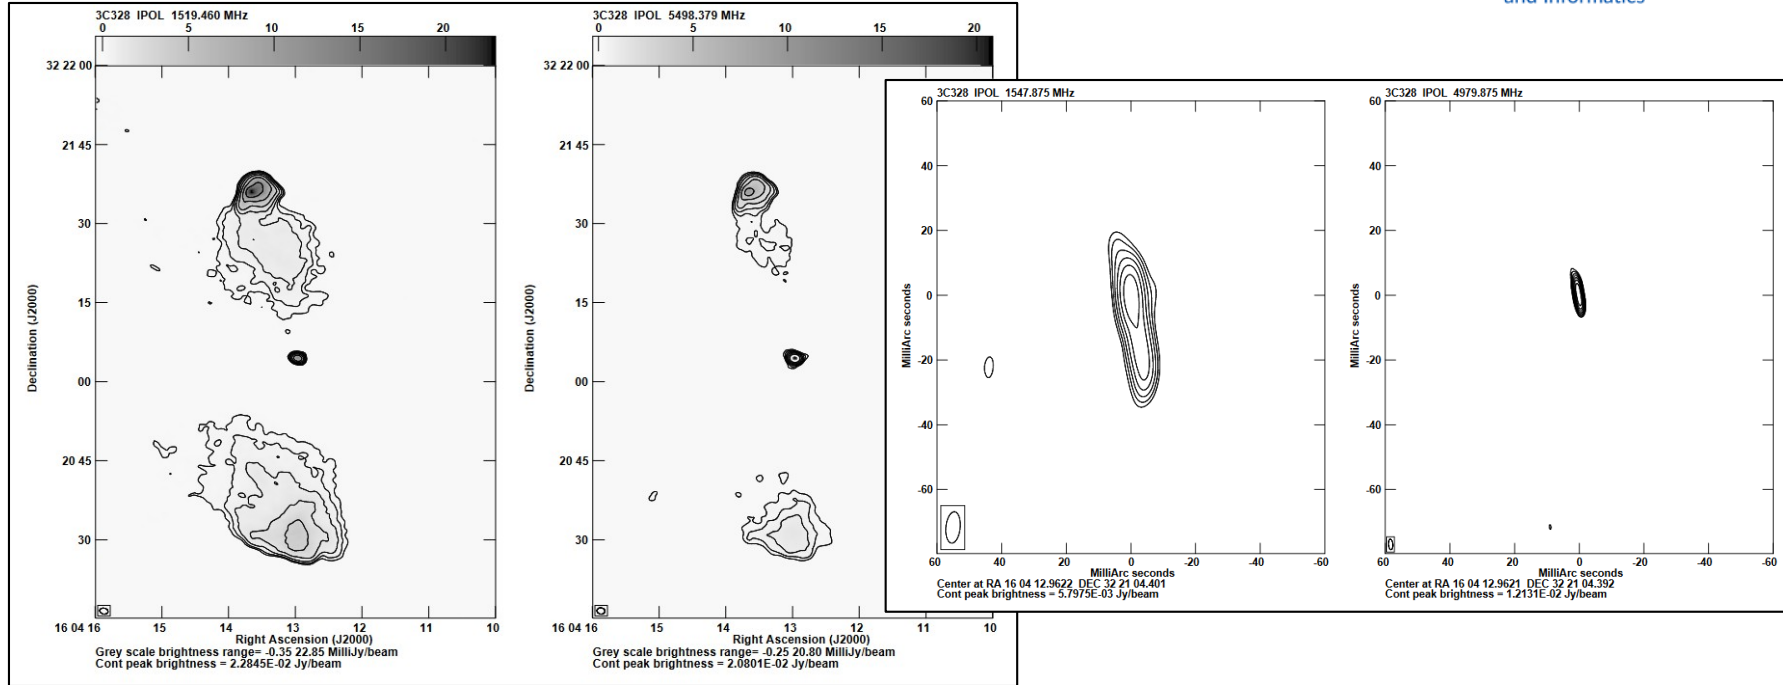 and Informatics
3C328 IPOL 1519.460 MHz
0 5 10 15 20
32 22 00
21 45
30
15
00
20 45
30
Declination (J2000)
16 04 16 15 14 13 12 11 10
Right Ascension (J2000)
Grey scale brightness range= -0.35 22.85 MilliJy/beam
Cont peak brightness = 2.2845E-02 Jy/beam
3C328 IPOL 5498.379 MHz
0 5 10 15 20
32 22 00
21 45
30
15
00
20 45
30
Declination (J2000)
16 04 16 15 14 13 12 11 10
Right Ascension (J2000)
Grey scale brightness range= -0.25 20.80 MilliJy/beam
Cont peak brightness = 2.0801E-02 Jy/beam
3C328 IPOL 1547.875 MHz
60
40
20
0
-20
-40
-60
MilliArc seconds
60 40 20 0 -20 -40 -60
MilliArc seconds
Center at RA 16 04 12.9622 DEC 32 21 04.401
Cont peak brightness = 5.7975E-03 Jy/beam
3C328 IPOL 4979.875 MHz
60
40
20
0
-20
-40
-60
MilliArc seconds
60 40 20 0 -20 -40 -60
MilliArc seconds
Center at RA 16 04 12.9621 DEC 32 21 04.392
Cont peak brightness = 1.2131E-02 Jy/beam